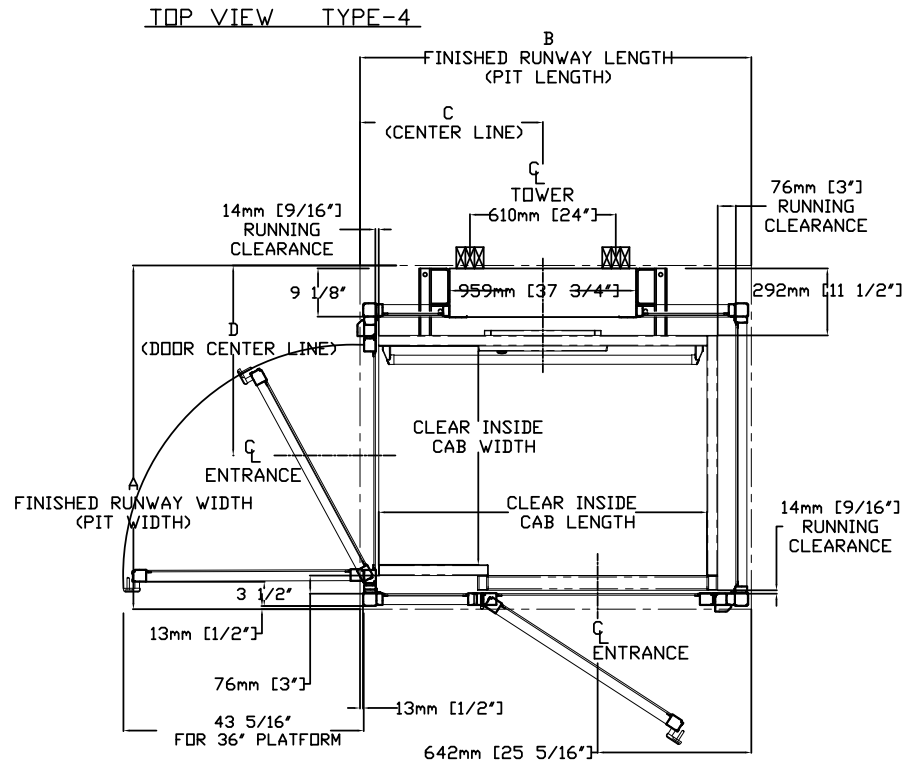 TOP VIEW TYPE-4
B
FINISHED RUNWAY LENGTH
(PIT LENGTH)
C
(CENTER LINE)
CL
TOWER
610mm [24"]
76mm [3"]
RUNNING
CLEARANCE
14mm [9/16"]
RUNNING
CLEARANCE
9 1/8"
959mm [37 3/4"]
292mm [11 1/2"]
D
(DOOR CENTER LINE)
CLEAR INSIDE
CAB WIDTH
CL
ENTRANCE
A
FINISHED RUNWAY WIDTH
(PIT WIDTH)
CLEAR INSIDE
CAB LENGTH
14mm [9/16"]
RUNNING
CLEARANCE
3 1/2"
13mm [1/2"]
CL
ENTRANCE
76mm [3"]
13mm [1/2"]
43 5/16"
FOR 36" PLATFORM
642mm [25 5/16"]